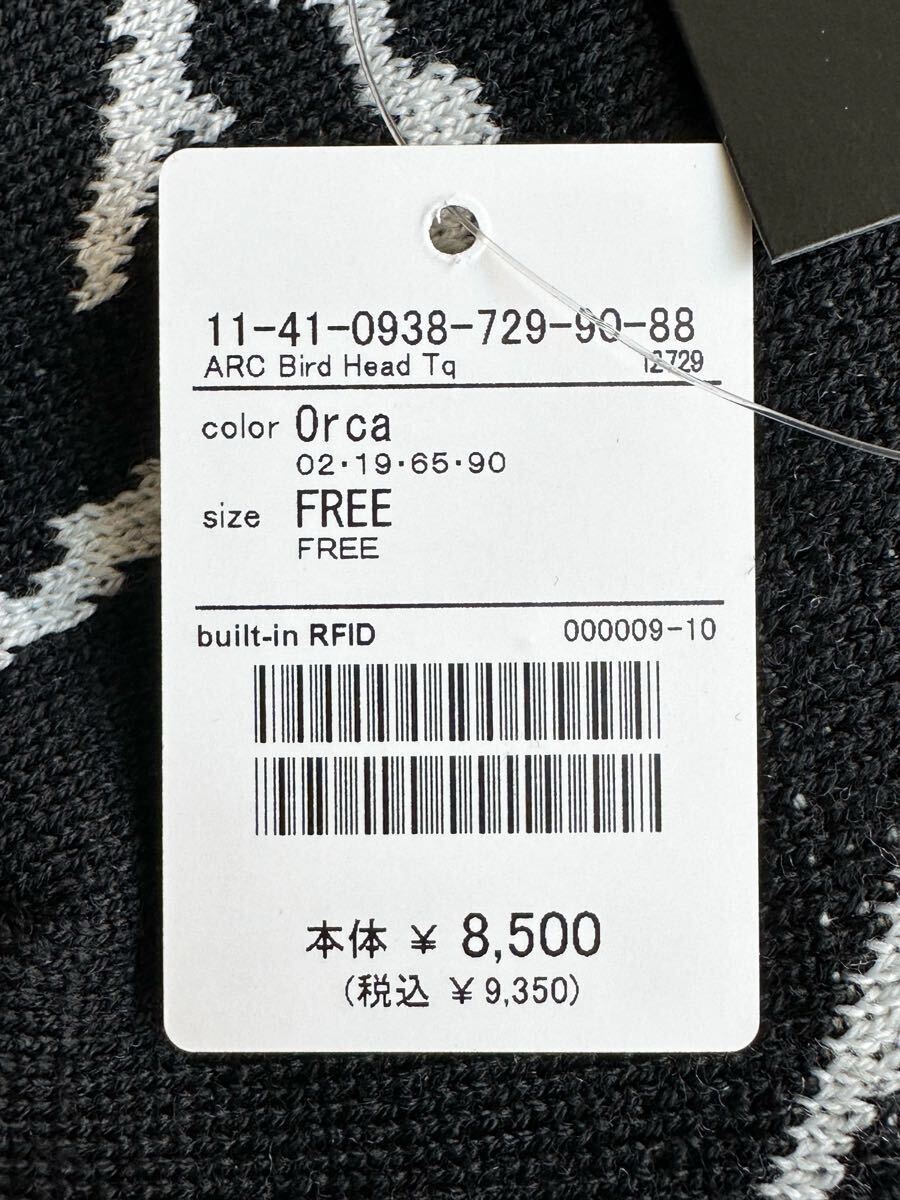 11-41-0938-729-90-88
ARC Bird Head Tq 12729
color Orca
02・19・65・90
size FREE
FREE
built-in RFID 000009-10
本体 ¥ 8,500
(税込 ¥ 9,350)